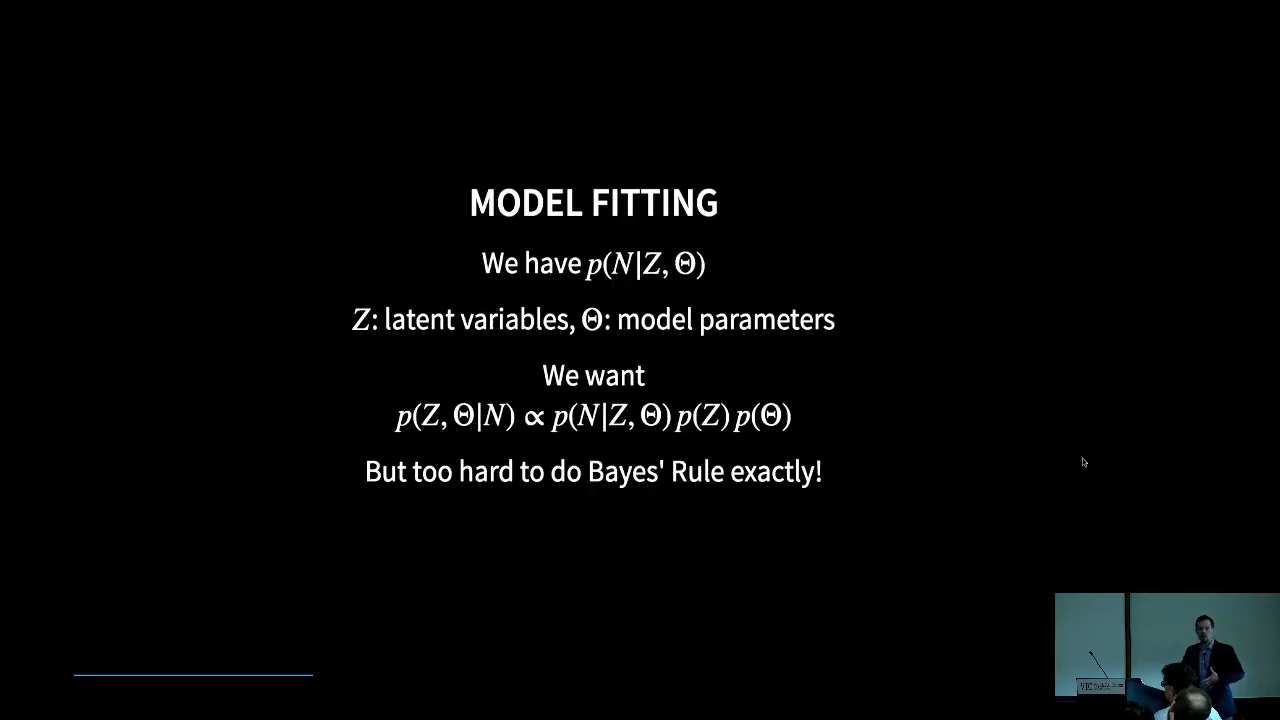 MODEL FITTING
We have p(N|Z, Θ)
Z: latent variables, Θ: model parameters
We want
p(Z, Θ|N) ∝ p(N|Z, Θ) p(Z) p(Θ)
But too hard to do Bayes' Rule exactly!